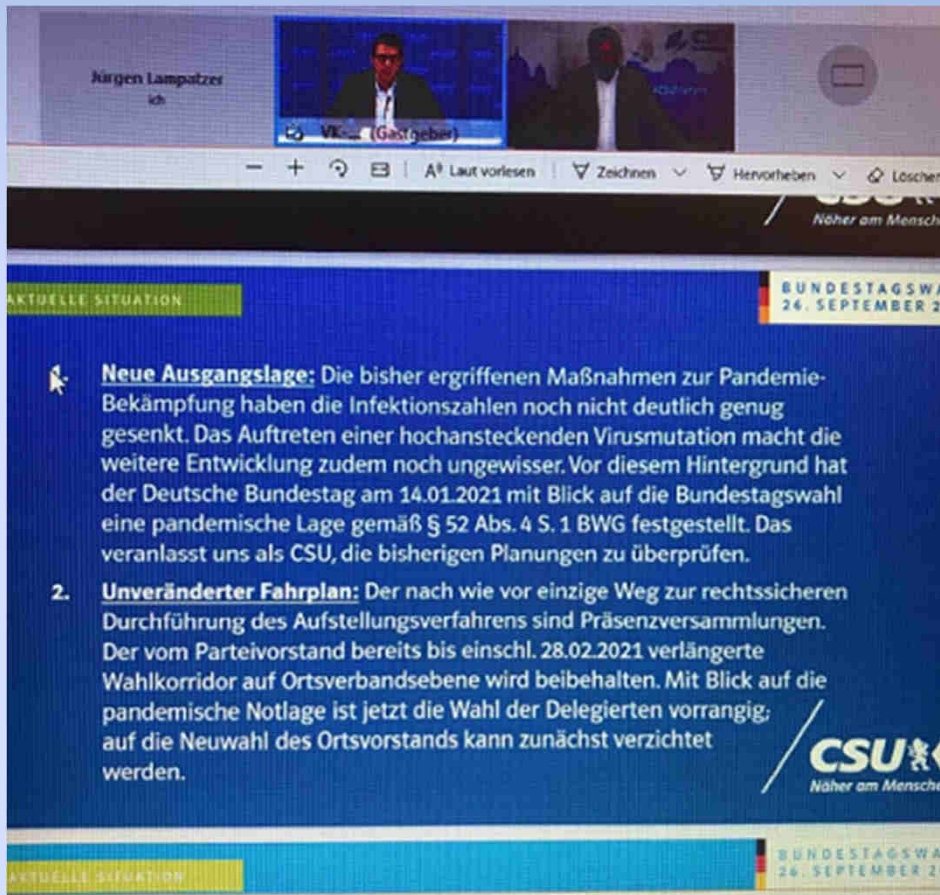 Jürgen Lampatzer
ich
VK-... (Gastgeber)
A Laut vorlesen
Zeichnen
Hervorheben
Löschen
CSU
Näher am Mensche
AKTUELLE SITUATION
BUNDESTAGSWA
26. SEPTEMBER 2
1. Neue Ausgangslage: Die bisher ergriffenen Maßnahmen zur Pandemie-
Bekämpfung haben die Infektionszahlen noch nicht deutlich genug
gesenkt. Das Auftreten einer hochansteckenden Virusmutation macht die
weitere Entwicklung zudem noch ungewisser. Vor diesem Hintergrund hat
der Deutsche Bundestag am 14.01.2021 mit Blick auf die Bundestagswahl
eine pandemische Lage gemäß § 52 Abs. 4 S. 1 BWG festgestellt. Das
veranlasst uns als CSU, die bisherigen Planungen zu überprüfen.
2. Unveränderter Fahrplan: Der nach wie vor einzige Weg zur rechtssicheren
Durchführung des Aufstellungsverfahrens sind Präsenzversammlungen.
Der vom Parteivorstand bereits bis einschl. 28.02.2021 verlängerte
Wahlkorridor auf Ortsverbandsebene wird beibehalten. Mit Blick auf die
pandemische Notlage ist jetzt die Wahl der Delegierten vorrangig;
auf die Neuwahl des Ortsvorstands kann zunächst verzichtet
werden.
CSU
Näher am Mensche
AKTUELLE SITUATION
BUNDESTAGSWA
26. SEPTEMBER 2